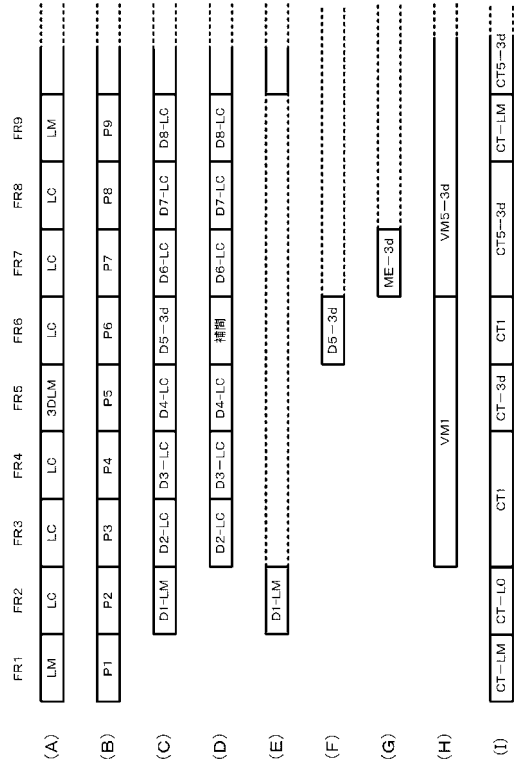 FR1 FR2 FR3 FR4 FR5 FR6 FR7 FR8 FR9
(A) LM LC LC LC 3DLM LC LC LC LM
(B) P1 P2 P3 P4 P5 P6 P7 P8 P9
(C) D1-LM D2-LC D3-LC D4-LC D5-3d D6-LC D7-LC D8-LC
(D) D2-LC D3-LC D4-LC 補間 D6-LC D7-LC D8-LC
(E) D1-LM
(F) D5-3d
(G) ME-3d
(H) VM1 VM5-3d
(I) CT-LM CT-LO CT1 CT-3d CT1 CT5-3d CT-LM CT5-3d